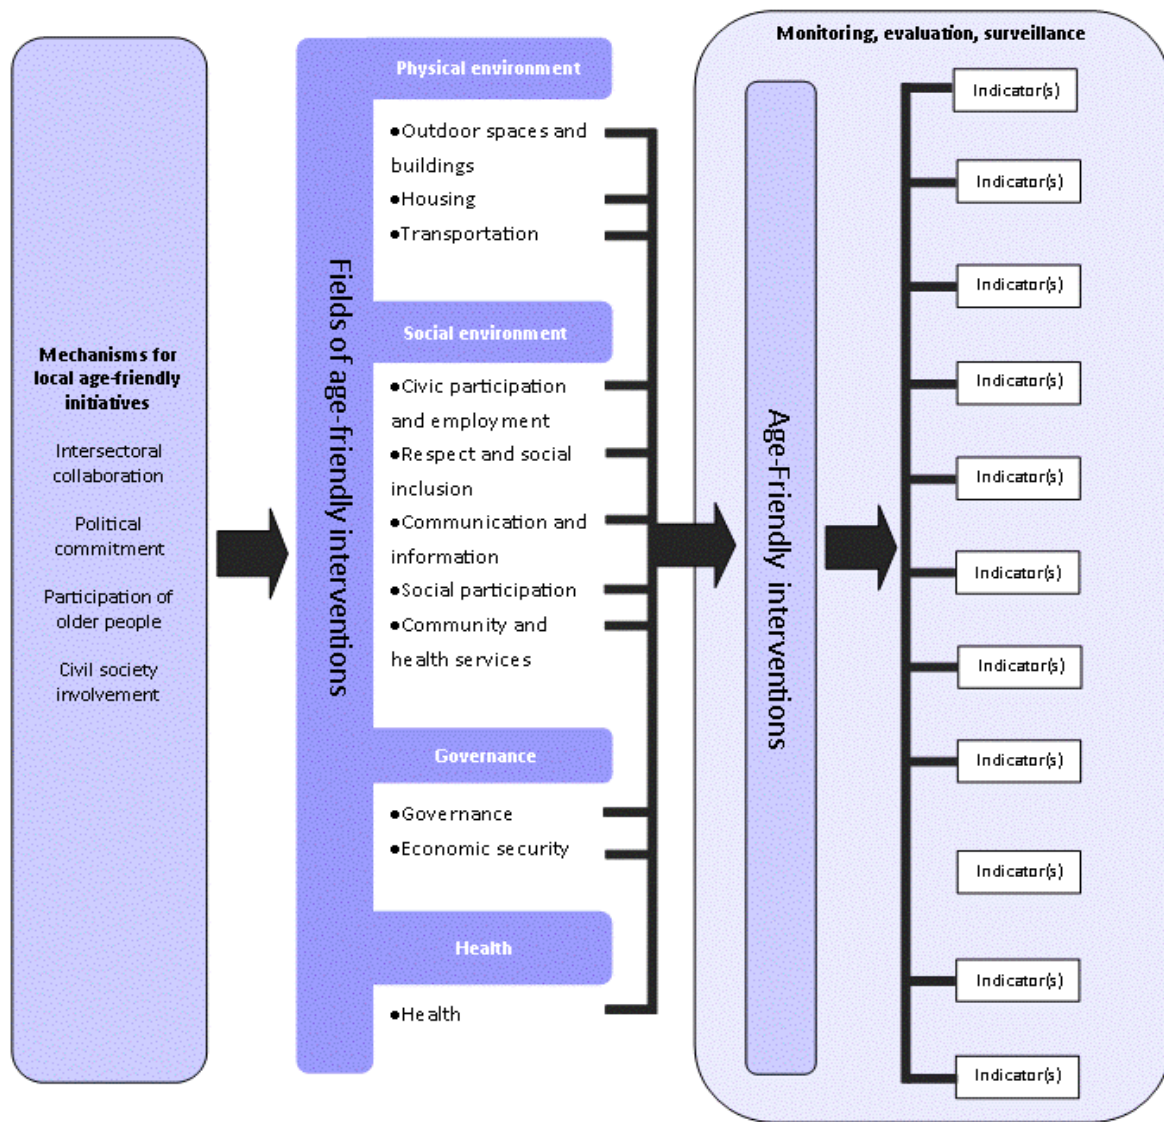 Mechanisms for
local age-friendly
initiatives
Intersectoral
collaboration
Political
commitment
Participation of
older people
Civil society
involvement
Fields of age-friendly interventions
Physical environment
●Outdoor spaces and
buildings
●Housing
●Transportation
Social environment
●Civic participation
and employment
●Respect and social
inclusion
●Communication and
information
●Social participation
●Community and
health services
Governance
●Governance
●Economic security
Health
●Health
Monitoring, evaluation, surveillance
Age-Friendly interventions
Indicator(s)
Indicator(s)
Indicator(s)
Indicator(s)
Indicator(s)
Indicator(s)
Indicator(s)
Indicator(s)
Indicator(s)
Indicator(s)
Indicator(s)